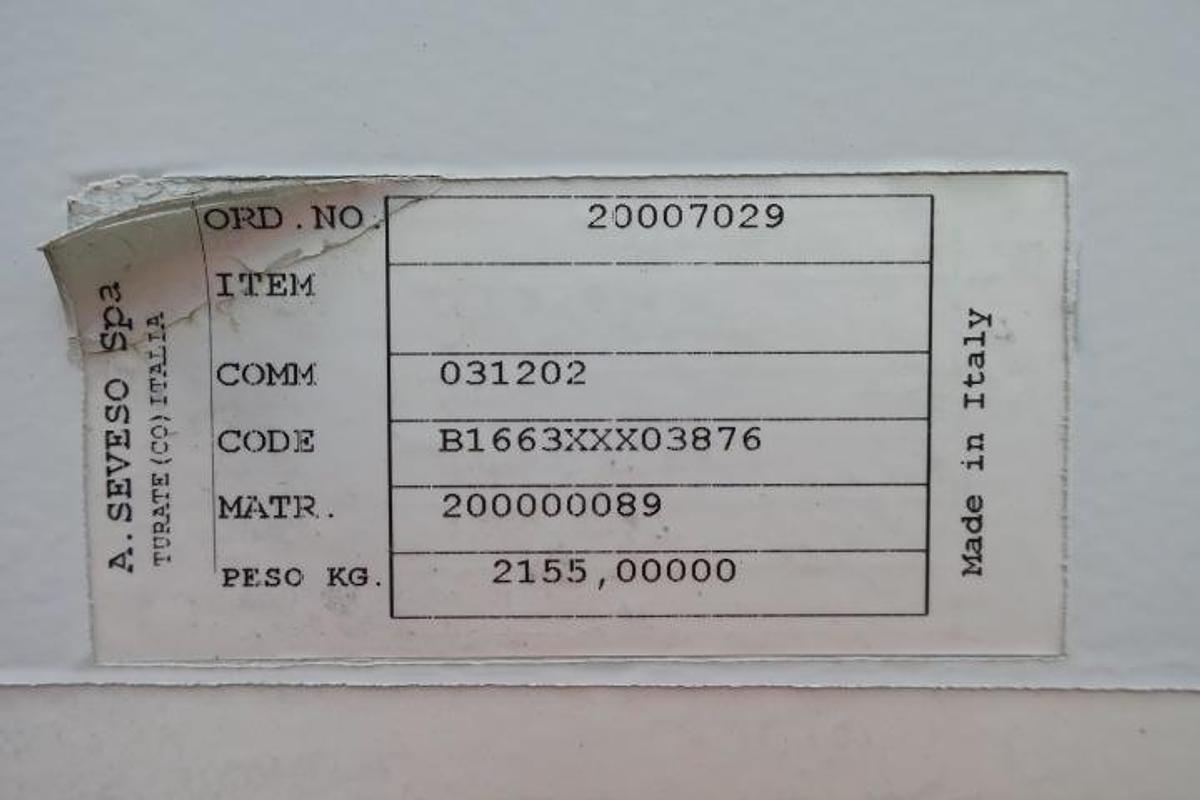 A.SEVESO Spa
TURATE(CO)ITALIA
ORD.NO. 20007029
ITEM
COMM 031202
CODE B1663XXX03876
MATR. 200000089
PESO KG. 2155,00000
Made in Italy